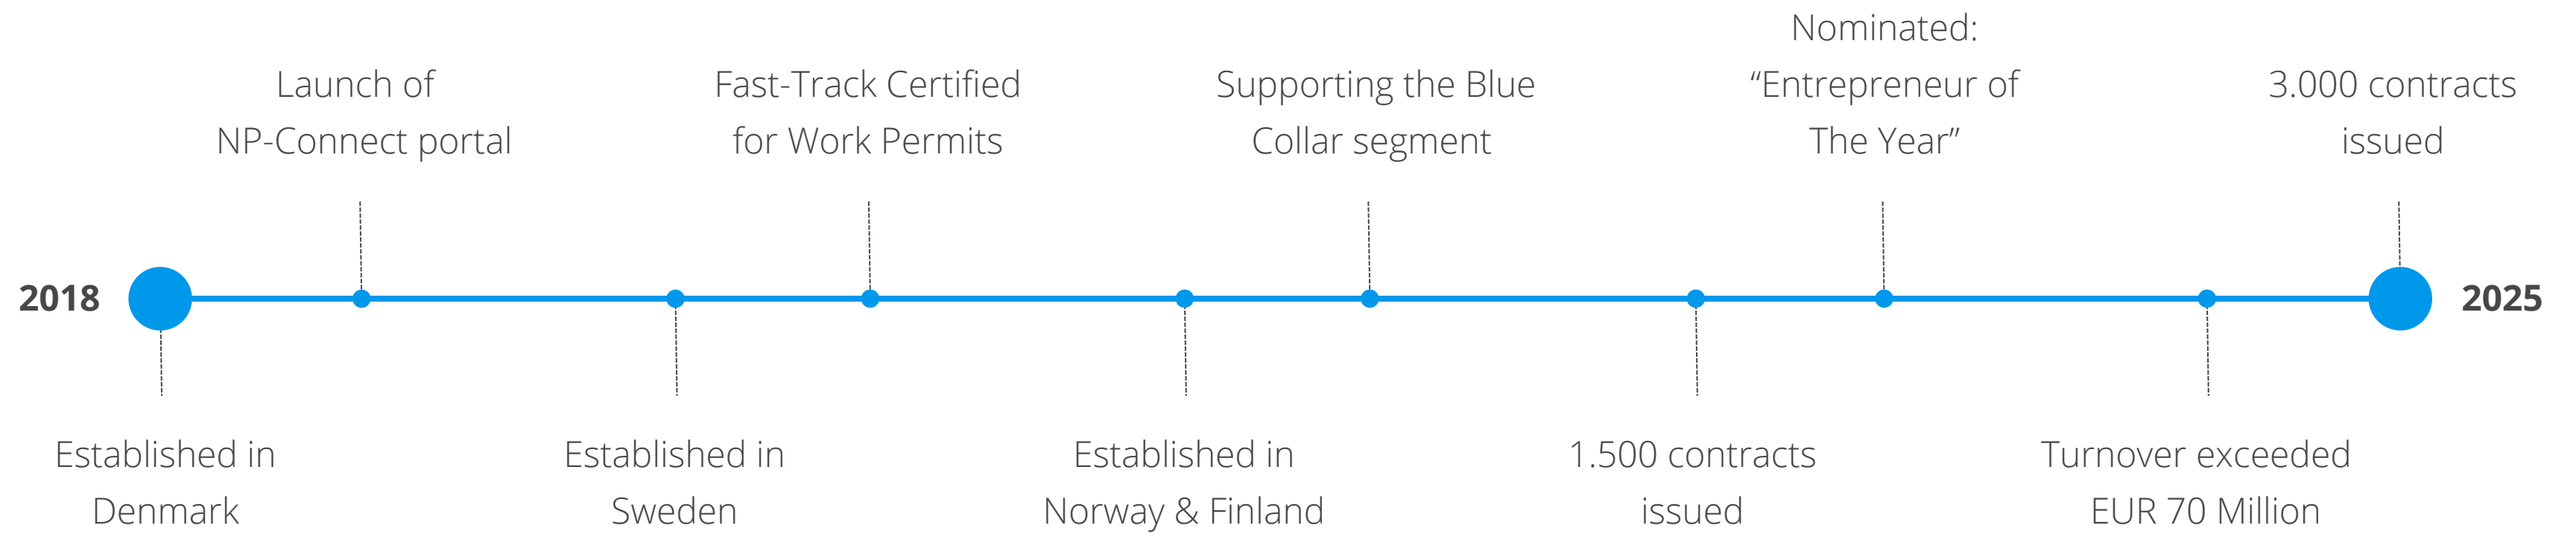 2018
Established in
Denmark
Launch of
NP-Connect portal
Established in
Sweden
Fast-Track Certified
for Work Permits
Established in
Norway & Finland
Supporting the Blue
Collar segment
1.500 contracts
issued
Nominated:
“Entrepreneur of
The Year”
Turnover exceeded
EUR 70 Million
3.000 contracts
issued
2025